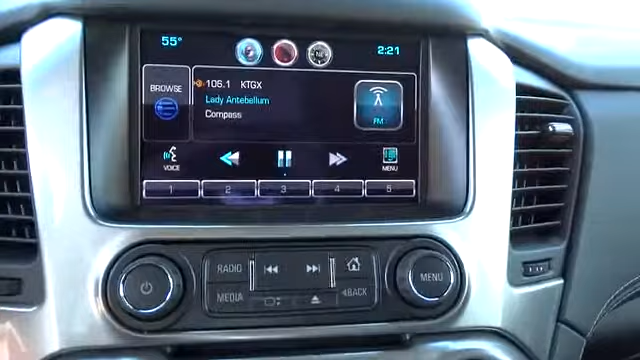 55°
NE
2:21
106.1 KTGX
BROWSE
Lady Antebellum
Compass
FM
VOICE
MENU
1 2 3 4 5
RADIO
MEDIA
BACK
MENU